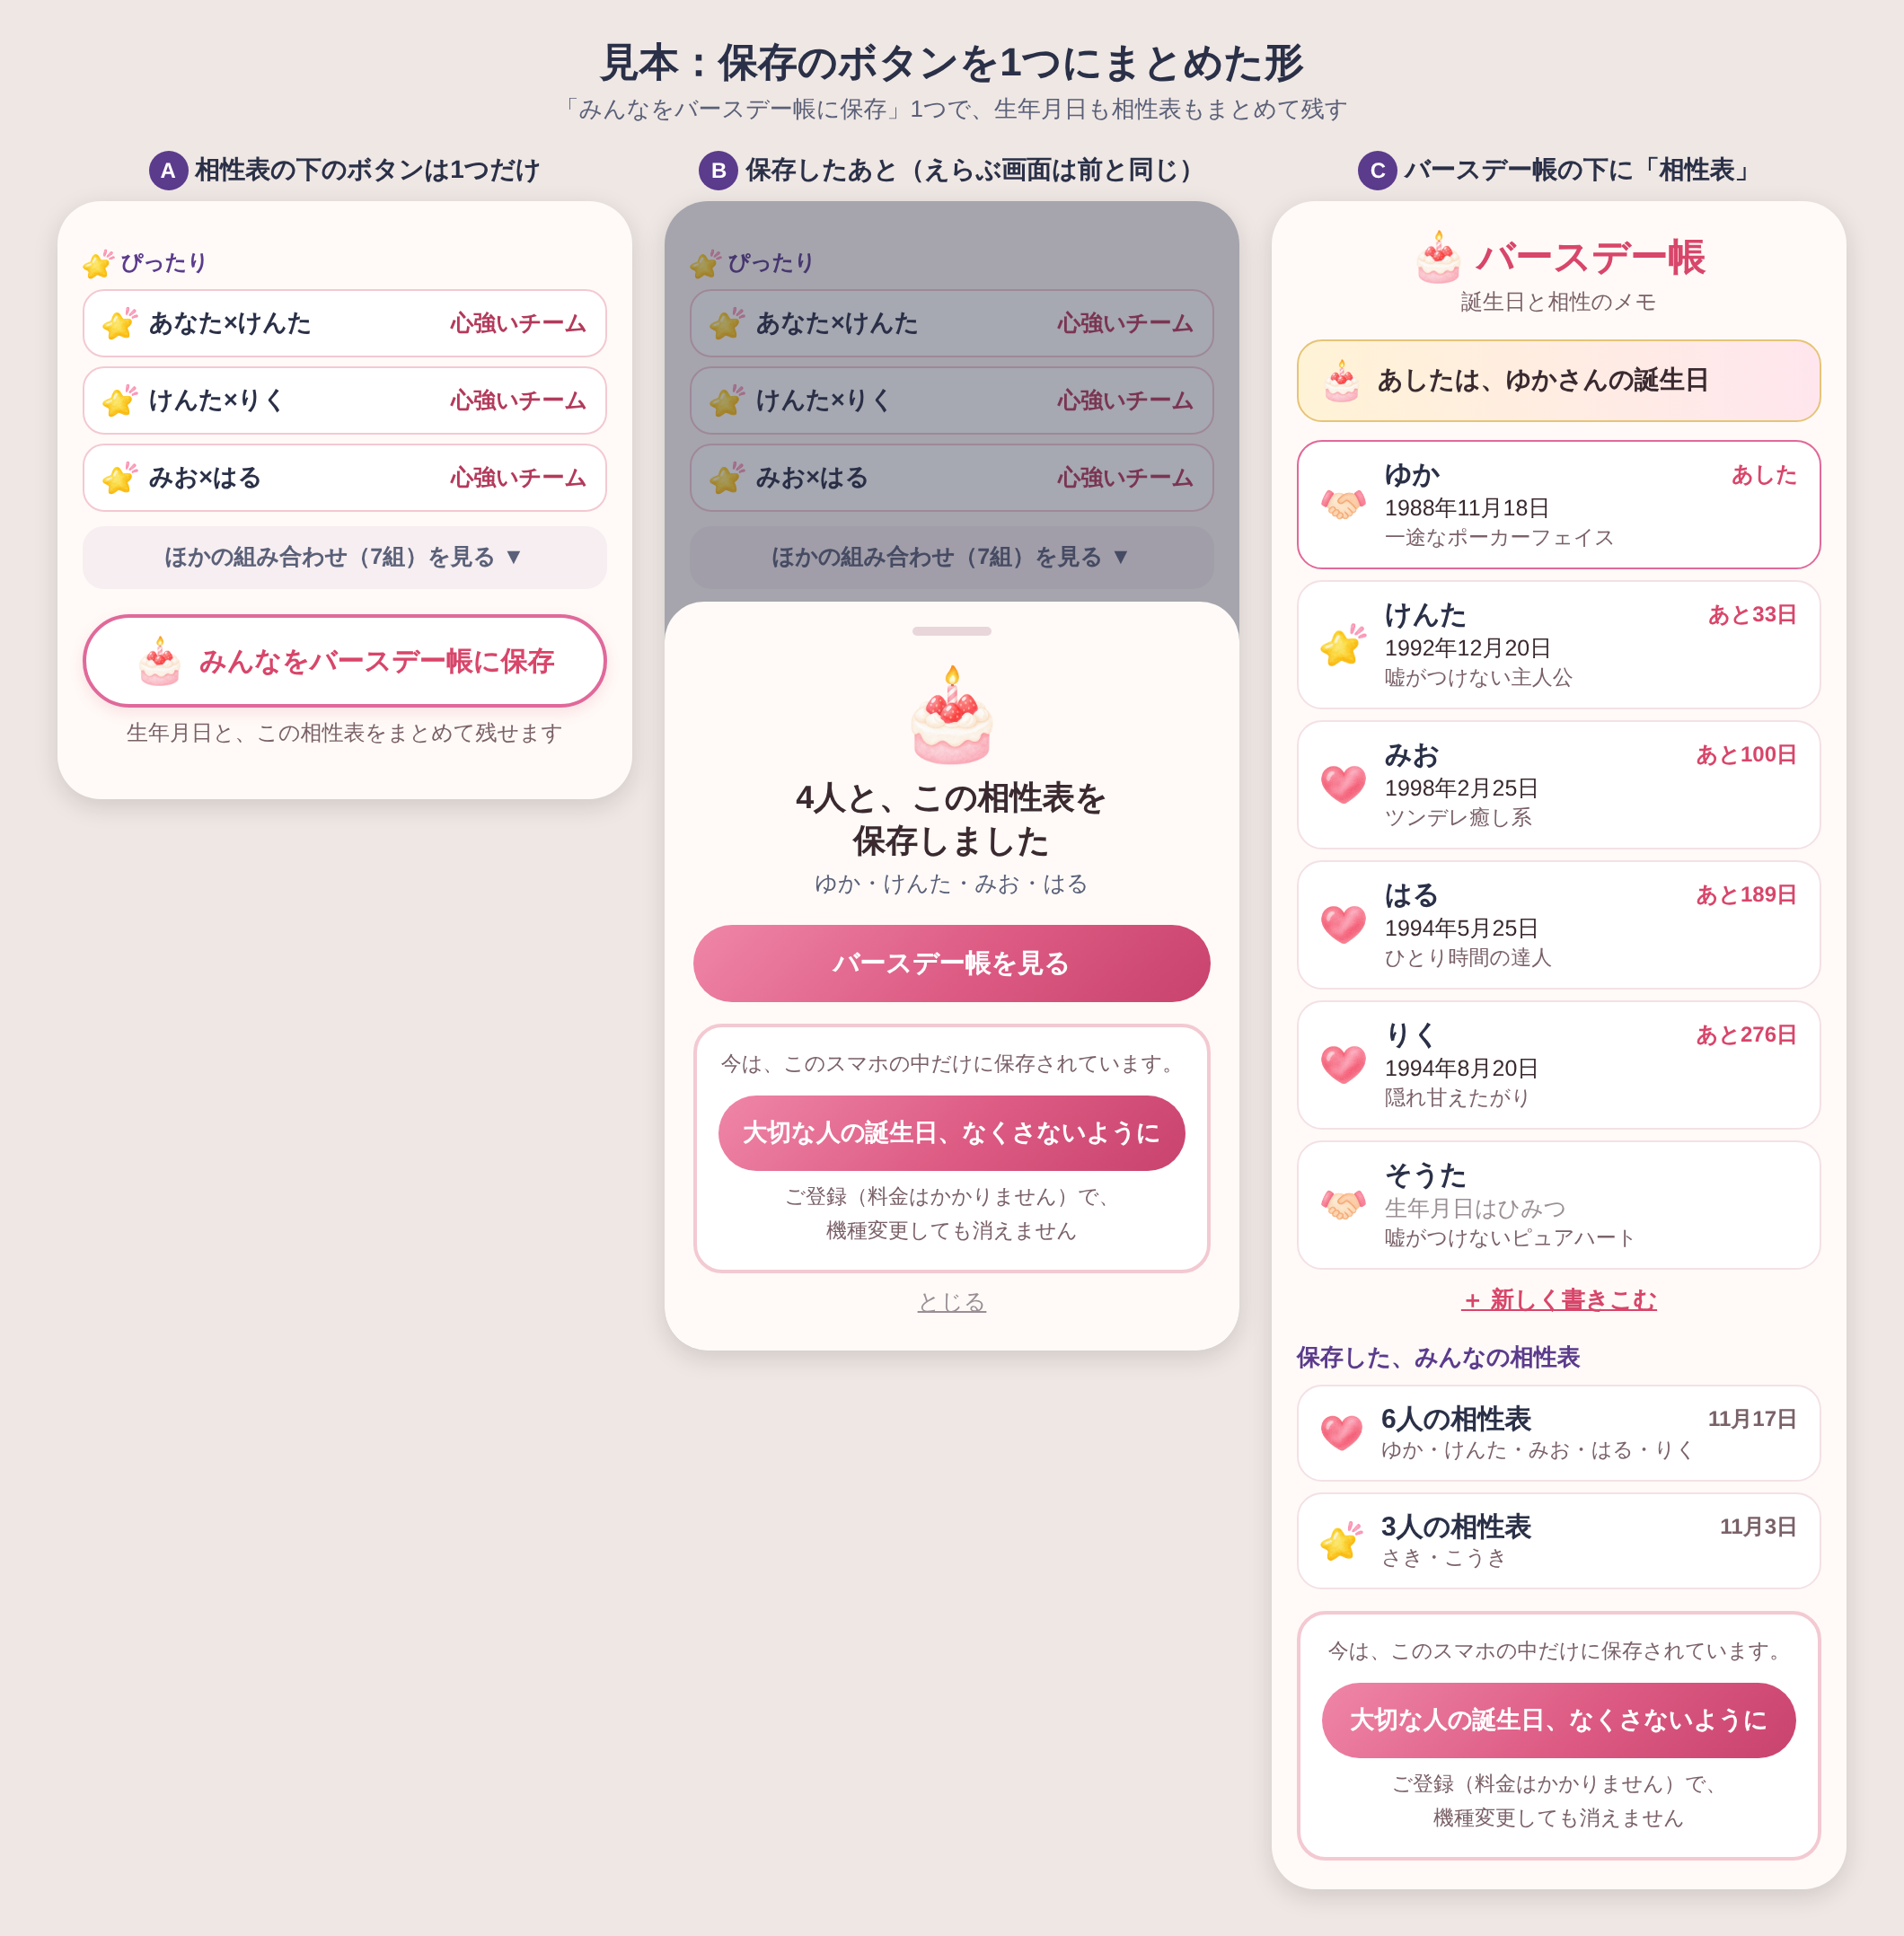 見本：保存のボタンを1つにまとめた形
「みんなをバースデー帳に保存」1つで、生年月日も相性表もまとめて残す
A 相性表の下のボタンは1つだけ
ぴったり
あなた×けんた 心強いチーム
けんた×りく 心強いチーム
みお×はる 心強いチーム
ほかの組み合わせ（7組）を見る ▼
みんなをバースデー帳に保存
生年月日と、この相性表をまとめて残せます
B 保存したあと（えらぶ画面は前と同じ）
ぴったり
あなた×けんた 心強いチーム
けんた×りく 心強いチーム
みお×はる 心強いチーム
ほかの組み合わせ（7組）を見る ▼
4人と、この相性表を
保存しました
ゆか・けんた・みお・はる
バースデー帳を見る
今は、このスマホの中だけに保存されています。
大切な人の誕生日、なくさないように
ご登録（料金はかかりません）で、
機種変更しても消えません
とじる
C バースデー帳の下に「相性表」
バースデー帳
誕生日と相性のメモ
あしたは、ゆかさんの誕生日
ゆか あした
1988年11月18日
一途なポーカーフェイス
けんた あと33日
1992年12月20日
嘘がつけない主人公
みお あと100日
1998年2月25日
ツンデレ癒し系
はる あと189日
1994年5月25日
ひとり時間の達人
りく あと276日
1994年8月20日
隠れ甘えたがり
そうた
生年月日はひみつ
嘘がつけないピュアハート
＋ 新しく書きこむ
保存した、みんなの相性表
6人の相性表 11月17日
ゆか・けんた・みお・はる・りく
3人の相性表 11月3日
さき・こうき
今は、このスマホの中だけに保存されています。
大切な人の誕生日、なくさないように
ご登録（料金はかかりません）で、
機種変更しても消えません